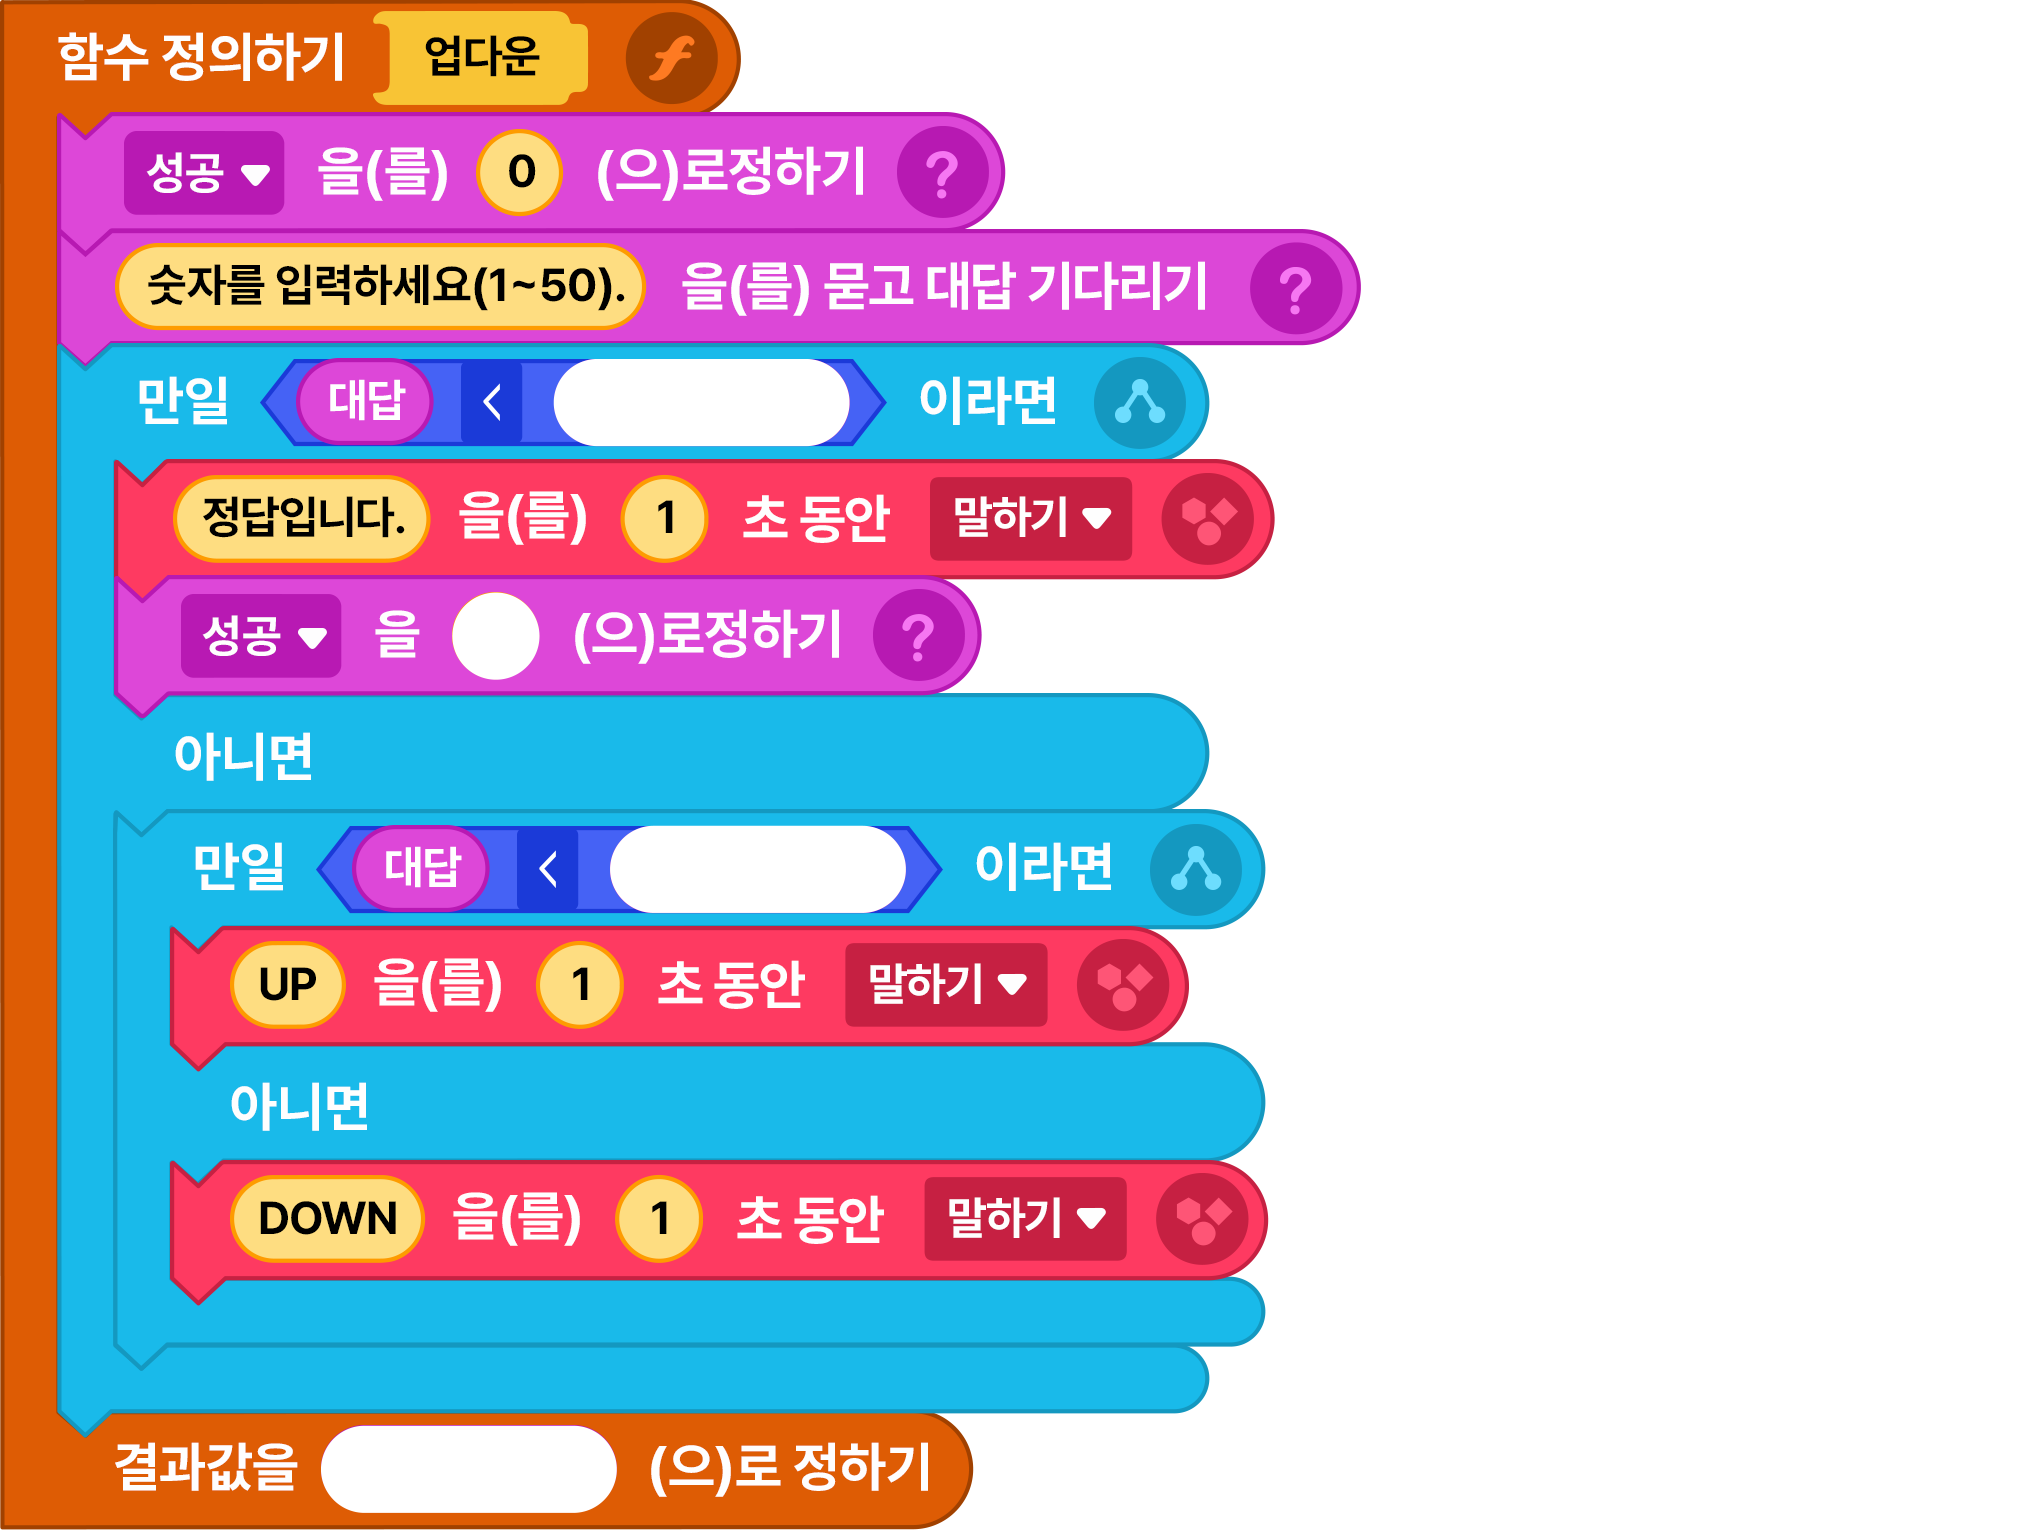 함수 정의하기 업다운
성공 을(를) 0 (으)로정하기 ?
숫자를 입력하세요(1~50). 을(를) 묻고 대답 기다리기 ?
만일 대답 < 이라면
정답입니다. 을(를) 1 초 동안 말하기
성공 을 (으)로정하기 ?
아니면
만일 대답 < 이라면
UP 을(를) 1 초 동안 말하기
아니면
DOWN 을(를) 1 초 동안 말하기
결과값을 (으)로 정하기